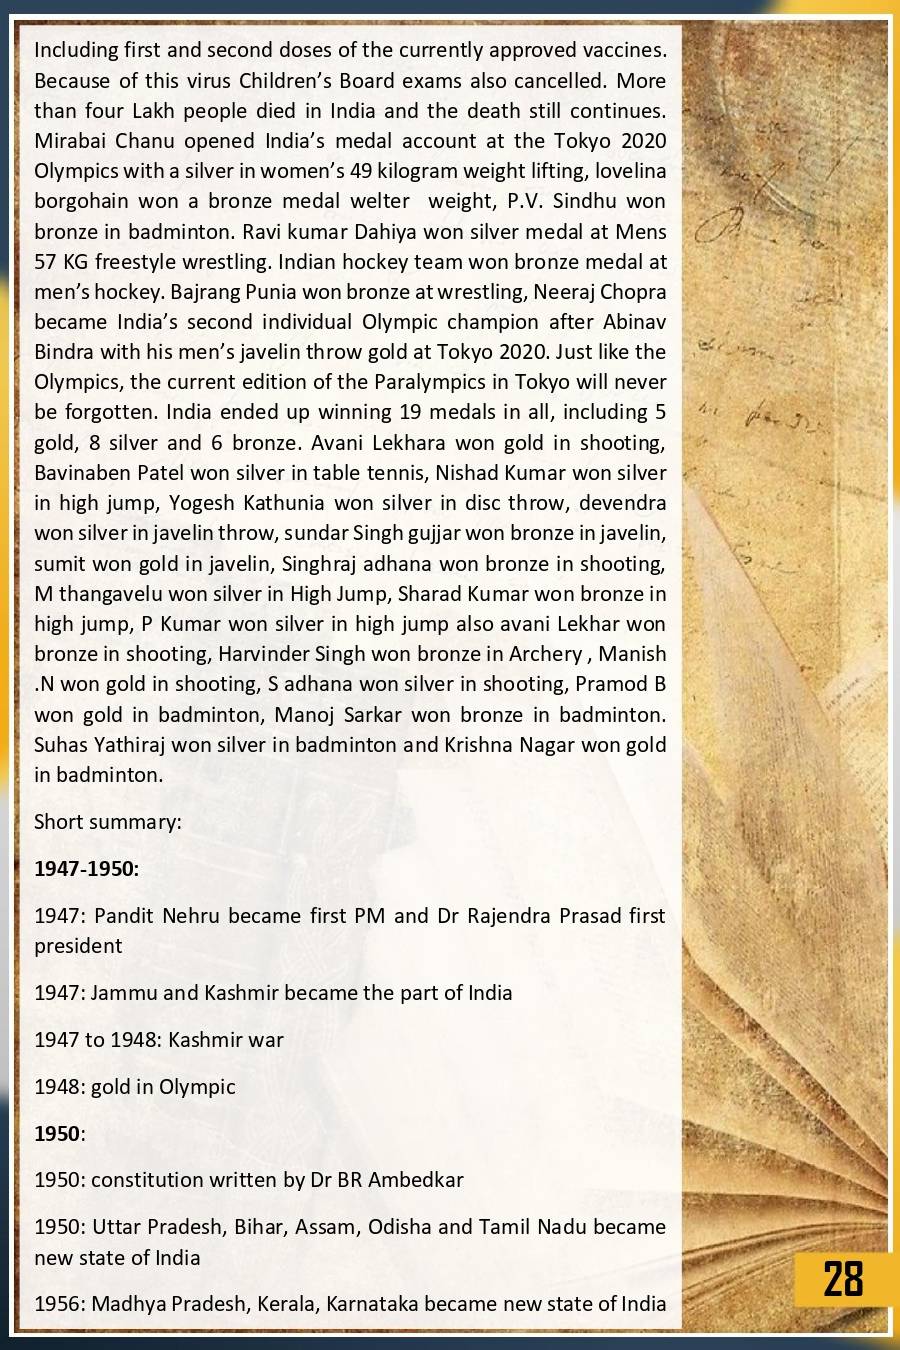 Including first and second doses of the currently approved vaccines.
Because of this virus Children’s Board exams also cancelled. More
than four Lakh people died in India and the death still continues.
Mirabai Chanu opened India’s medal account at the Tokyo 2020
Olympics with a silver in women’s 49 kilogram weight lifting, lovelina
borgohain won a bronze medal welter weight, P.V. Sindhu won
bronze in badminton. Ravi kumar Dahiya won silver medal at Mens
57 KG freestyle wrestling. Indian hockey team won bronze medal at
men’s hockey. Bajrang Punia won bronze at wrestling, Neeraj Chopra
became India’s second individual Olympic champion after Abinav
Bindra with his men’s javelin throw gold at Tokyo 2020. Just like the
Olympics, the current edition of the Paralympics in Tokyo will never
be forgotten. India ended up winning 19 medals in all, including 5
gold, 8 silver and 6 bronze. Avani Lekhara won gold in shooting,
Bavinaben Patel won silver in table tennis, Nishad Kumar won silver
in high jump, Yogesh Kathunia won silver in disc throw, devendra
won silver in javelin throw, sundar Singh gujjar won bronze in javelin,
sumit won gold in javelin, Singhraj adhana won bronze in shooting,
M thangavelu won silver in High Jump, Sharad Kumar won bronze in
high jump, P Kumar won silver in high jump also avani Lekhar won
bronze in shooting, Harvinder Singh won bronze in Archery , Manish
.N won gold in shooting, S adhana won silver in shooting, Pramod B
won gold in badminton, Manoj Sarkar won bronze in badminton.
Suhas Yathiraj won silver in badminton and Krishna Nagar won gold
in badminton.
Short summary:
1947-1950:
1947: Pandit Nehru became first PM and Dr Rajendra Prasad first
president
1947: Jammu and Kashmir became the part of India
1947 to 1948: Kashmir war
1948: gold in Olympic
1950:
1950: constitution written by Dr BR Ambedkar
1950: Uttar Pradesh, Bihar, Assam, Odisha and Tamil Nadu became
new state of India
1956: Madhya Pradesh, Kerala, Karnataka became new state of India
28